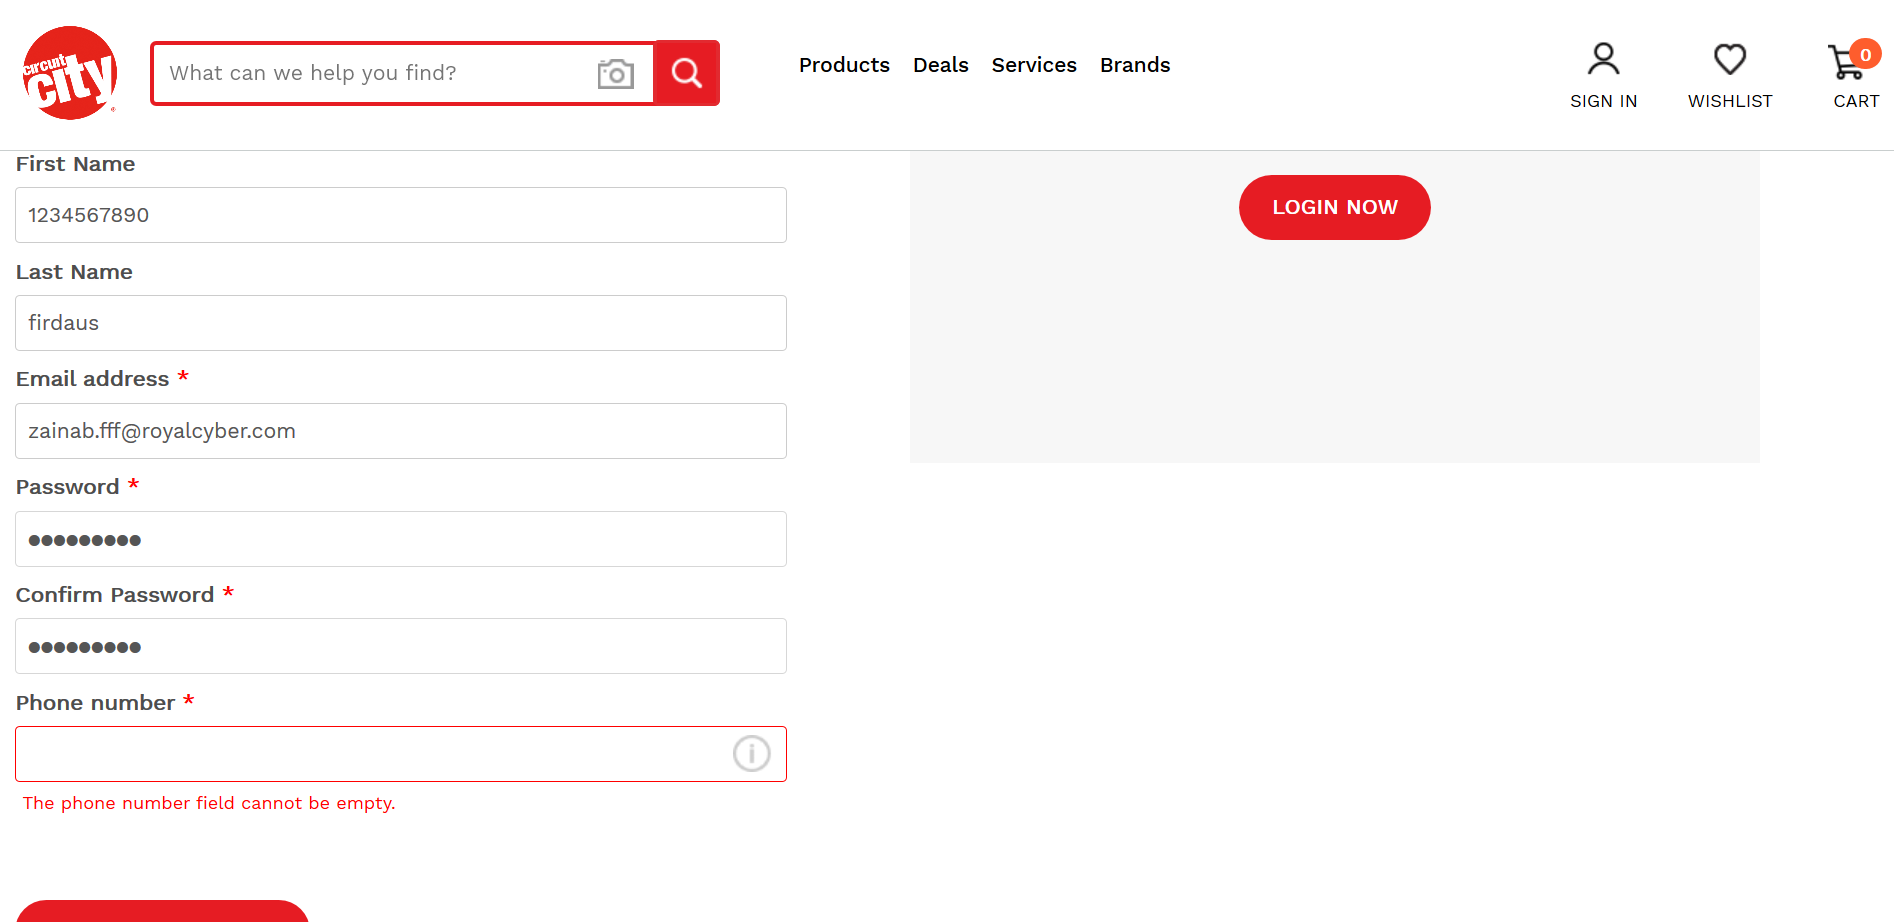 circuit
city
What can we help you find?
Products Deals Services Brands
SIGN IN WISHLIST 0 CART
First Name
1234567890
LOGIN NOW
Last Name
firdaus
Email address *
zainab.fff@royalcyber.com
Password *
●●●●●●●●●
Confirm Password *
●●●●●●●●●
Phone number *
The phone number field cannot be empty.